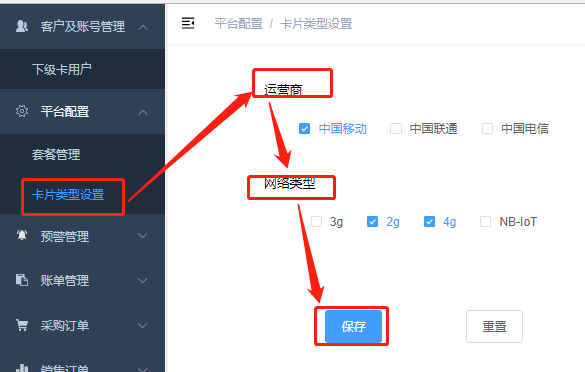 客户及账号管理
下级卡用户
平台配置
套餐管理
卡片类型设置
预警管理
账单管理
采购订单
销售订单
平台配置 / 卡片类型设置
运营商
中国移动 中国联通 中国电信
网络类型
3g 2g 4g NB-IoT
保存 重置